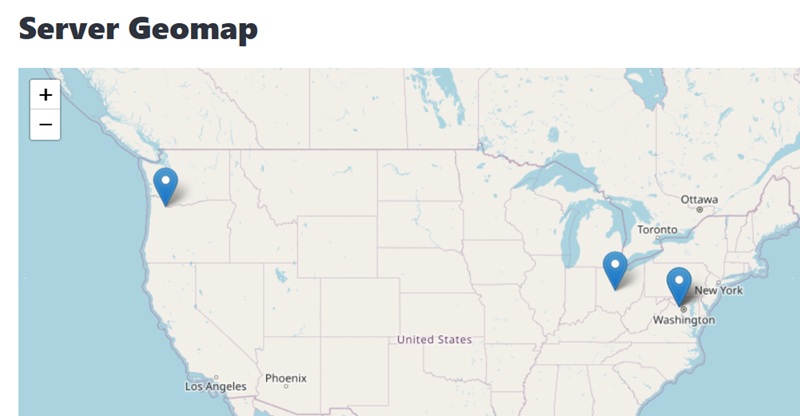 Server Geomap
+
−
Ottawa
Toronto
New York
Washington
United States
Phoenix
Los Angeles